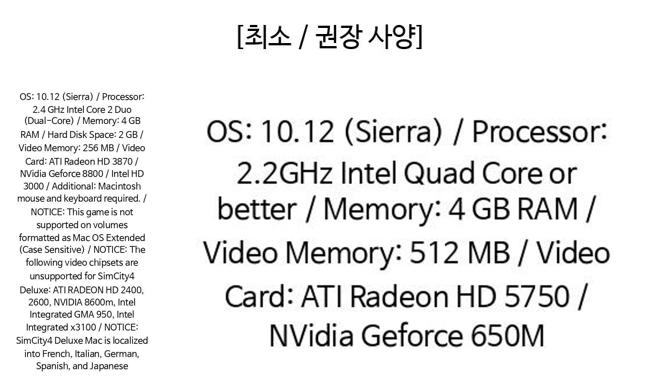 [최소 / 권장 사양]
OS: 10.12 (Sierra) / Processor:
2.4 GHz Intel Core 2 Duo
(Dual-Core) / Memory: 4 GB
RAM / Hard Disk Space: 2 GB /
Video Memory: 256 MB / Video
Card: ATI Radeon HD 3870 /
NVidia Geforce 8800 / Intel HD
3000 / Additional: Macintosh
mouse and keyboard required. /
NOTICE: This game is not
supported on volumes
formatted as Mac OS Extended
(Case Sensitive) / NOTICE: The
following video chipsets are
unsupported for SimCity4
Deluxe: ATI RADEON HD 2400,
2600, NVIDIA 8600m, Intel
Integrated GMA 950, Intel
Integrated x3100 / NOTICE:
SimCity4 Deluxe Mac is localized
into French, Italian, German,
Spanish, and Japanese
OS: 10.12 (Sierra) / Processor:
2.2GHz Intel Quad Core or
better / Memory: 4 GB RAM /
Video Memory: 512 MB / Video
Card: ATI Radeon HD 5750 /
NVidia Geforce 650M